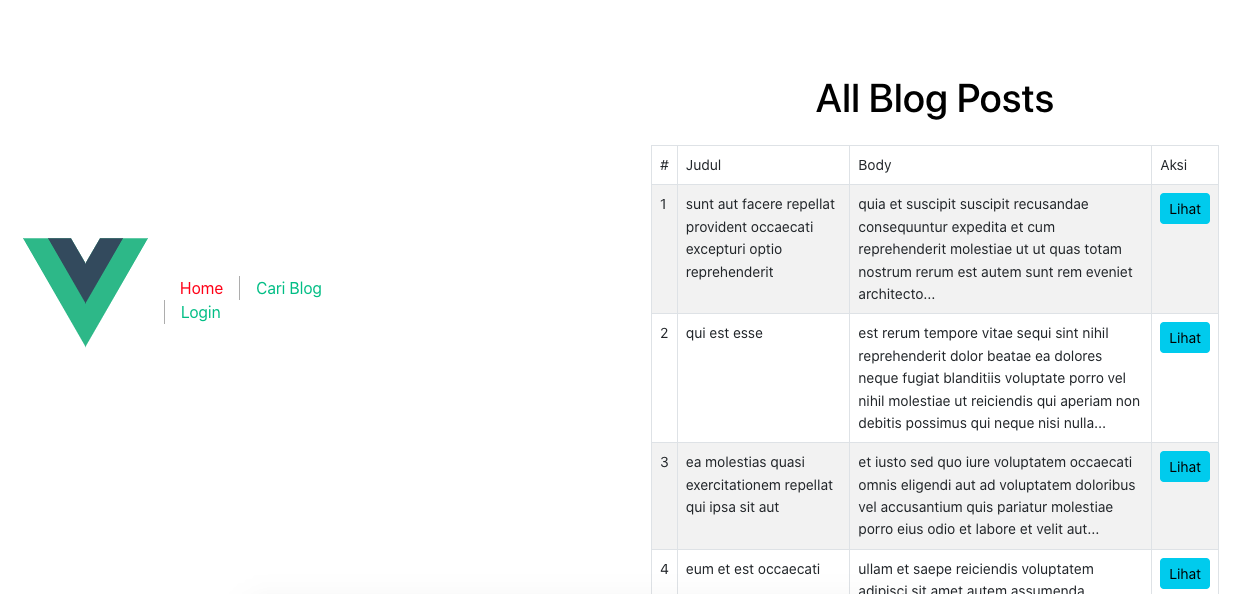 Home
Cari Blog
Login
All Blog Posts
# Judul Body Aksi
1 sunt aut facere repellat quia et suscipit suscipit recusandae Lihat
provident occaecati consequuntur expedita et cum
excepturi optio reprehenderit molestiae ut ut quas totam
reprehenderit nostrum rerum est autem sunt rem eveniet
architecto...
2 qui est esse est rerum tempore vitae sequi sint nihil Lihat
reprehenderit dolor beatae ea dolores
neque fugiat blanditiis voluptate porro vel
nihil molestiae ut reiciendis qui aperiam non
debitis possimus qui neque nisi nulla...
3 ea molestias quasi et iusto sed quo iure voluptatem occaecati Lihat
exercitationem repellat omnis eligendi aut ad voluptatem doloribus
qui ipsa sit aut vel accusantium quis pariatur molestiae
porro eius odio et labore et velit aut...
4 eum et est occaecati ullam et saepe reiciendis voluptatem Lihat
adipisci sit amet autem assumenda